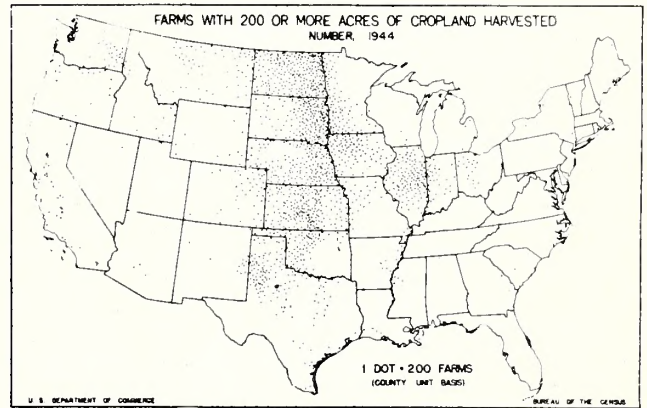 FARMS WITH 200 OR MORE ACRES OF CROPLAND HARVESTED
NUMBER, 1944
1 DOT • 200 FARMS
(COUNTY UNIT BASIS)
U S DEPARTMENT OF COMMERCE
BUREAU OF THE CENSUS